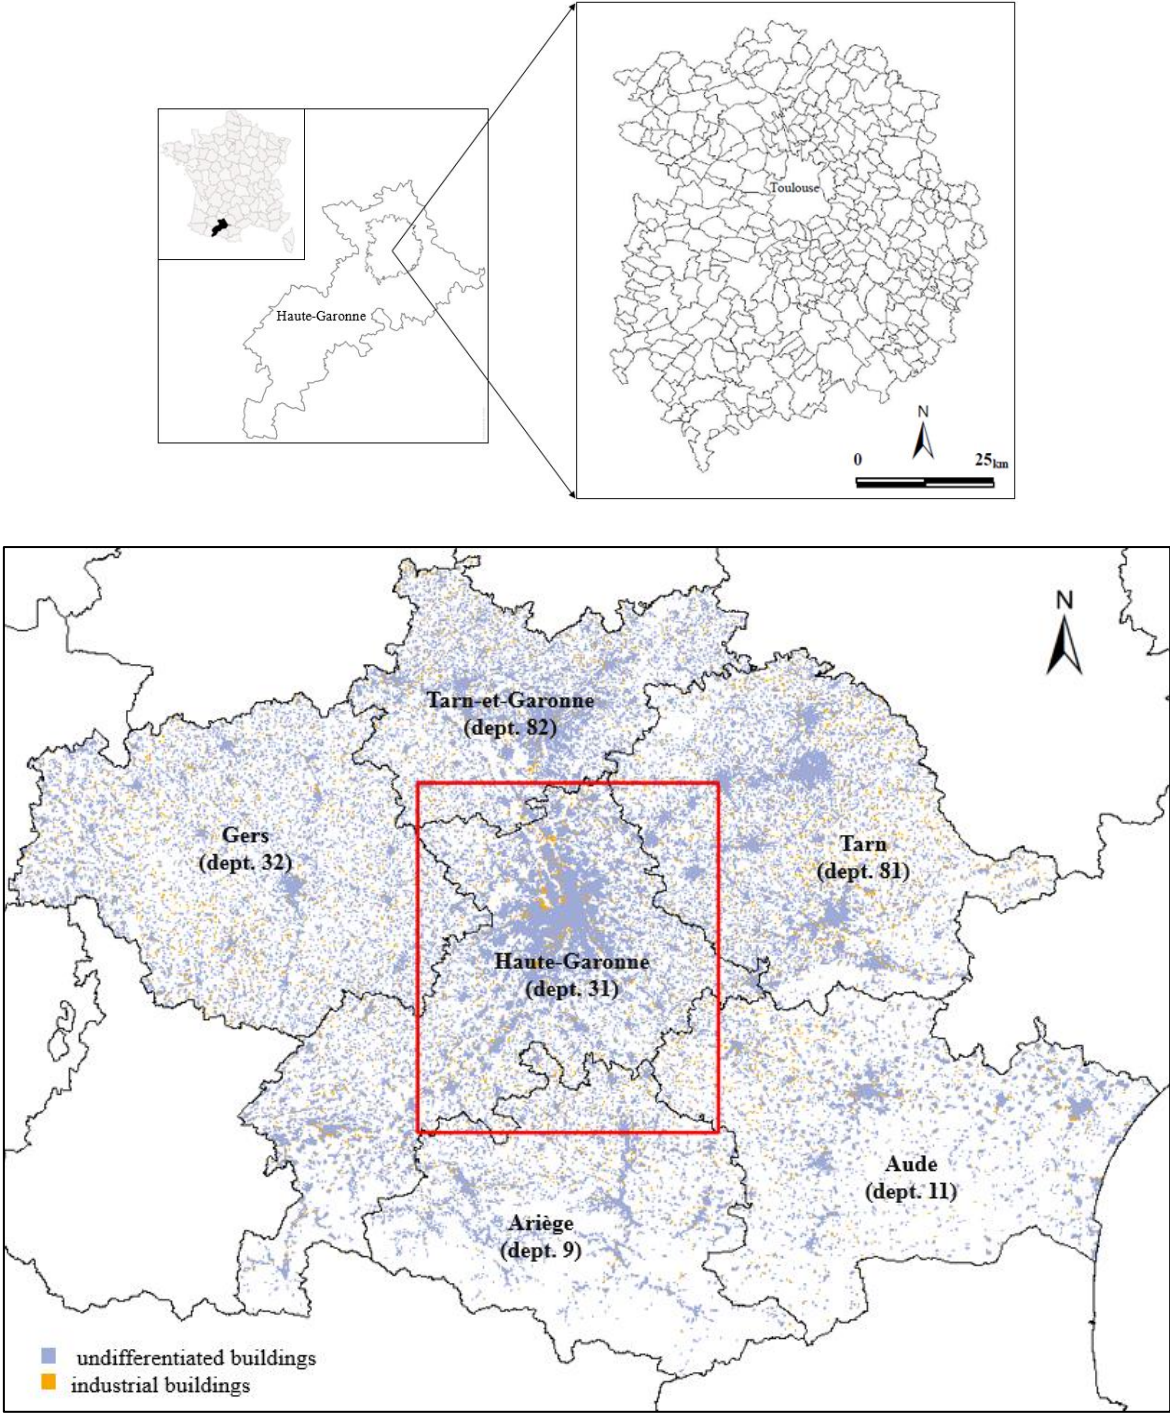 Toulouse
Haute-Garonne
N
0 25km
N
Tarn-et-Garonne
(dept. 82)
Gers
(dept. 32)
Tarn
(dept. 81)
Haute-Garonne
(dept. 31)
Aude
(dept. 11)
Ariège
(dept. 9)
undifferentiated buildings
industrial buildings